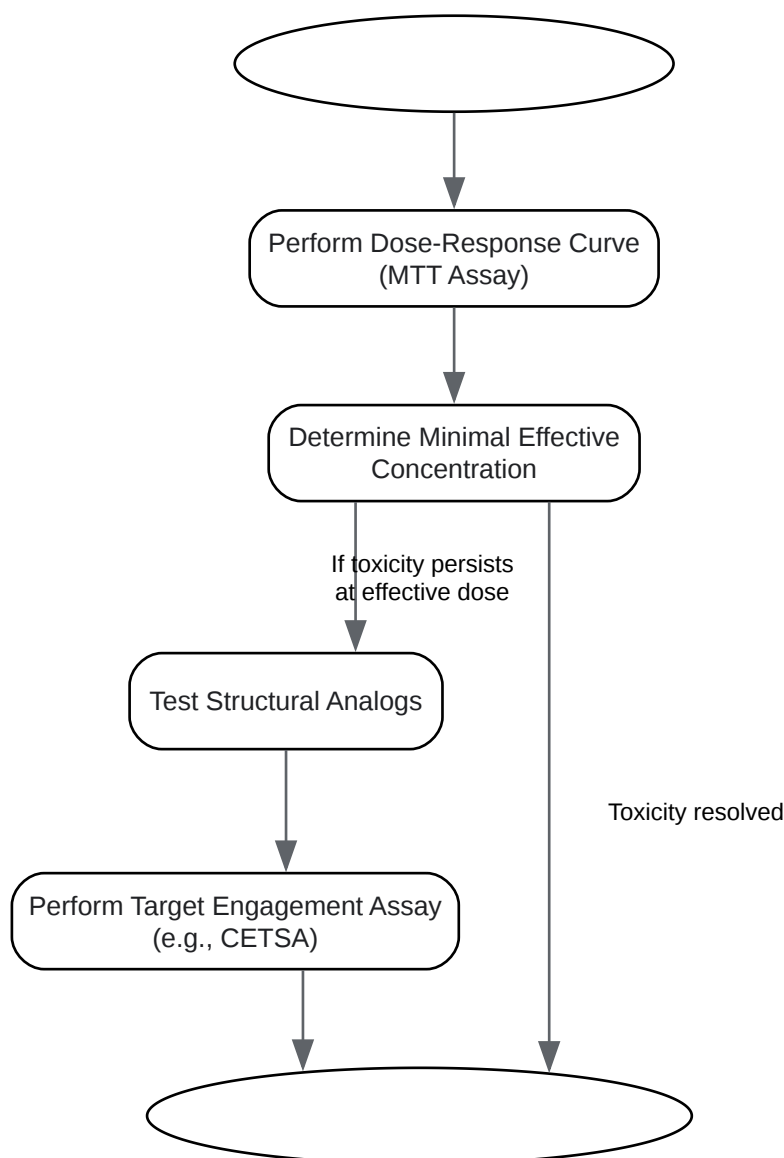 Perform Dose-Response Curve
(MTT Assay)
Determine Minimal Effective
Concentration
If toxicity persists
at effective dose
Test Structural Analogs
Toxicity resolved
Perform Target Engagement Assay
(e.g., CETSA)